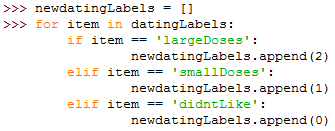 >>> newdatingLabels = []
>>> for item in datingLabels:
        if item == 'largeDoses':
                newdatingLabels.append(2)
        elif item == 'smallDoses':
                newdatingLabels.append(1)
        elif item == 'didntLike':
                newdatingLabels.append(0)